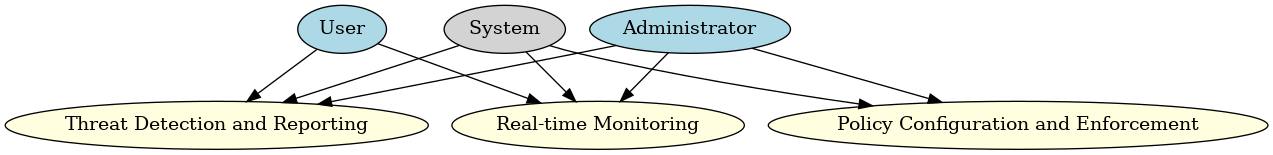 User
System
Administrator
Threat Detection and Reporting
Real-time Monitoring
Policy Configuration and Enforcement